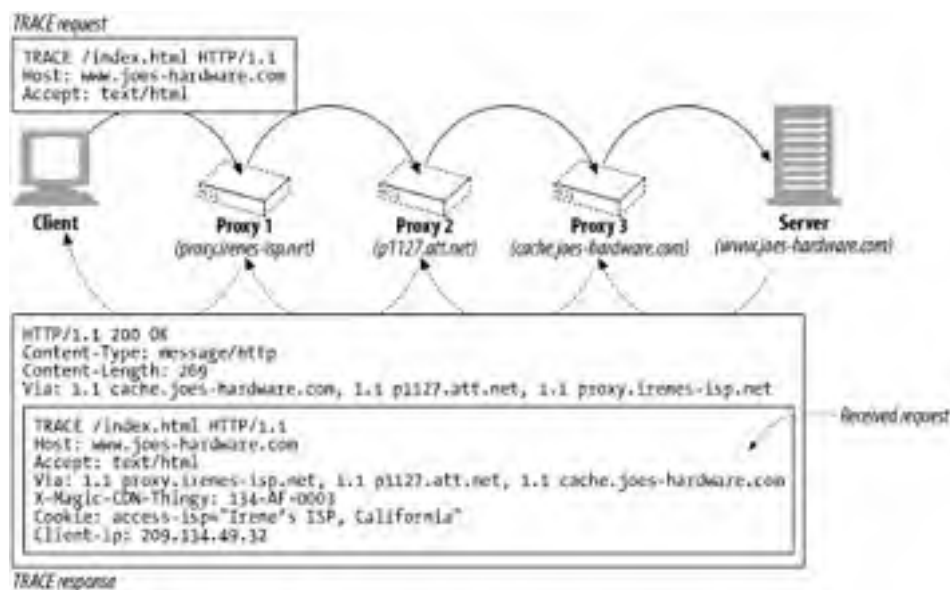 TRACE request
TRACE /index.html HTTP/1.1
Host: www.joes-hardware.com
Accept: text/html
Client
Proxy 1
(proxy.irenes-isp.net)
Proxy 2
(p1127.att.net)
Proxy 3
(cache.joes-hardware.com)
Server
(www.joes-hardware.com)
HTTP/1.1 200 OK
Content-Type: message/http
Content-Length: 269
Via: 1.1 cache.joes-hardware.com, 1.1 p1127.att.net, 1.1 proxy.irenes-isp.net
TRACE /index.html HTTP/1.1
Host: www.joes-hardware.com
Accept: text/html
Via: 1.1 proxy.irenes-isp.net, 1.1 p1127.att.net, 1.1 cache.joes-hardware.com
X-Magic-CDN-Thingy: 134-AF-0003
Cookie: access-isp="Irene's ISP, California"
Client-ip: 209.134.49.32
Received request
TRACE response